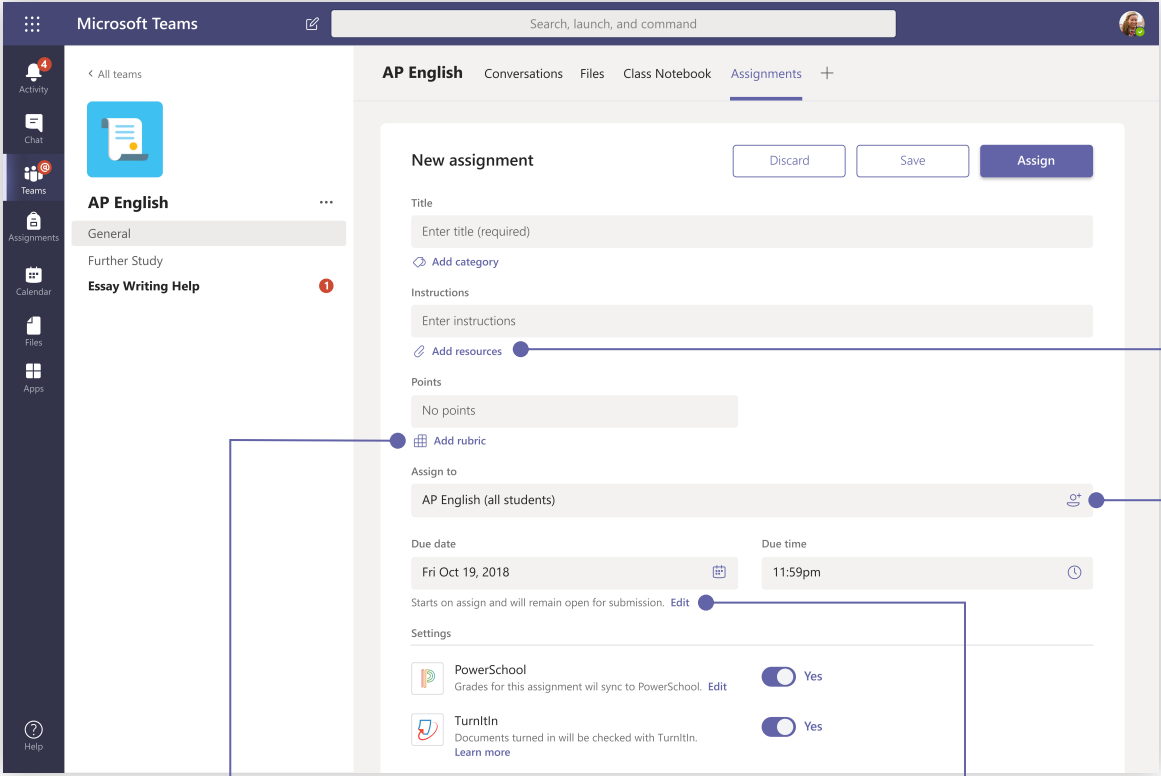 Microsoft Teams
Search, launch, and command
4
Activity
Chat
@
Teams
Assignments
Calendar
Files
Apps
? Help
< All teams
AP English
...
General
Further Study
Essay Writing Help 1
AP English Conversations Files Class Notebook Assignments +
New assignment
Discard Save Assign
Title
Enter title (required)
Add category
Instructions
Enter instructions
Add resources
Points
No points
Add rubric
Assign to
AP English (all students)
Due date Due time
Fri Oct 19, 2018 11:59pm
Starts on assign and will remain open for submission. Edit
Settings
PowerSchool
Grades for this assignment wil sync to PowerSchool. Edit
Yes
TurnItIn
Documents turned in will be checked with TurnItIn.
Learn more
Yes